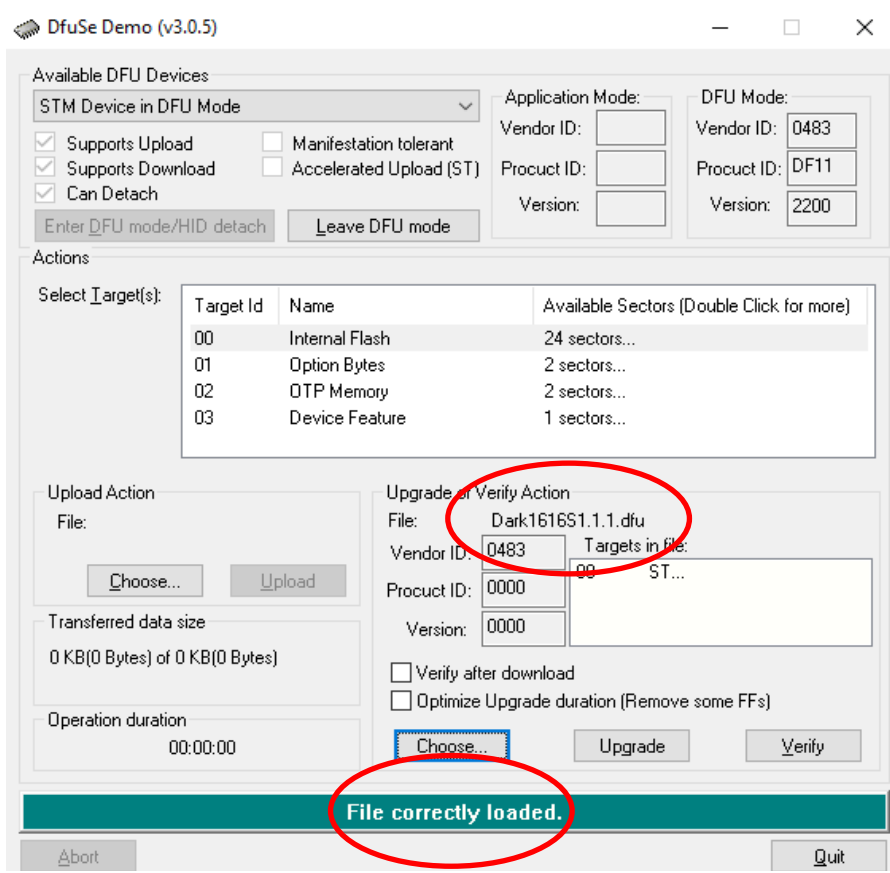 DfuSe Demo (v3.0.5)
Available DFU Devices
STM Device in DFU Mode
Supports Upload
Manifestation tolerant
Supports Download
Accelerated Upload (ST)
Can Detach
Enter DFU mode/HID detach
Leave DFU mode
Application Mode:
Vendor ID:
Procuct ID:
Version:
DFU Mode:
Vendor ID: 0483
Procuct ID: DF11
Version: 2200
Actions
Select Target(s):
Target Id Name Available Sectors (Double Click for more)
00 Internal Flash 24 sectors...
01 Option Bytes 2 sectors...
02 OTP Memory 2 sectors...
03 Device Feature 1 sectors...
Upload Action
File:
Choose... Upload
Transferred data size
0 KB(0 Bytes) of 0 KB(0 Bytes)
Operation duration
00:00:00
Upgrade or Verify Action
File: Dark1616S1.1.1.dfu
Vendor ID: 0483
Procuct ID: 0000
Version: 0000
Targets in file:
00 ST...
Verify after download
Optimize Upgrade duration (Remove some FFs)
Choose... Upgrade Verify
File correctly loaded.
Abort Quit